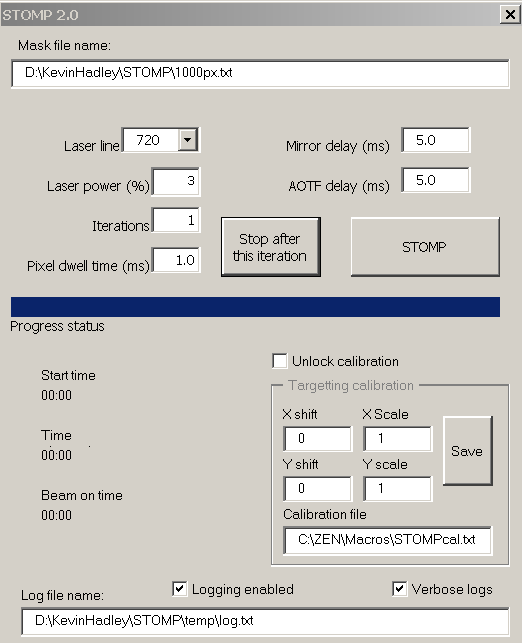 STOMP 2.0
Mask file name:
D:\KevinHadley\STOMP\1000px.txt
Laser line 720 Mirror delay (ms) 5.0
Laser power (%) 3 AOTF delay (ms) 5.0
Iterations 1
Stop after
this iteration
STOMP
Pixel dwell time (ms) 1.0
Progress status
Start time
00:00
Time
00:00
Beam on time
00:00
Unlock calibration
Targetting calibration
X shift X Scale
0 1
Y shift Y scale
0 1
Save
Calibration file
C:\ZEN\Macros\STOMPcal.txt
Log file name: Logging enabled Verbose logs
D:\KevinHadley\STOMP\temp\log.txt